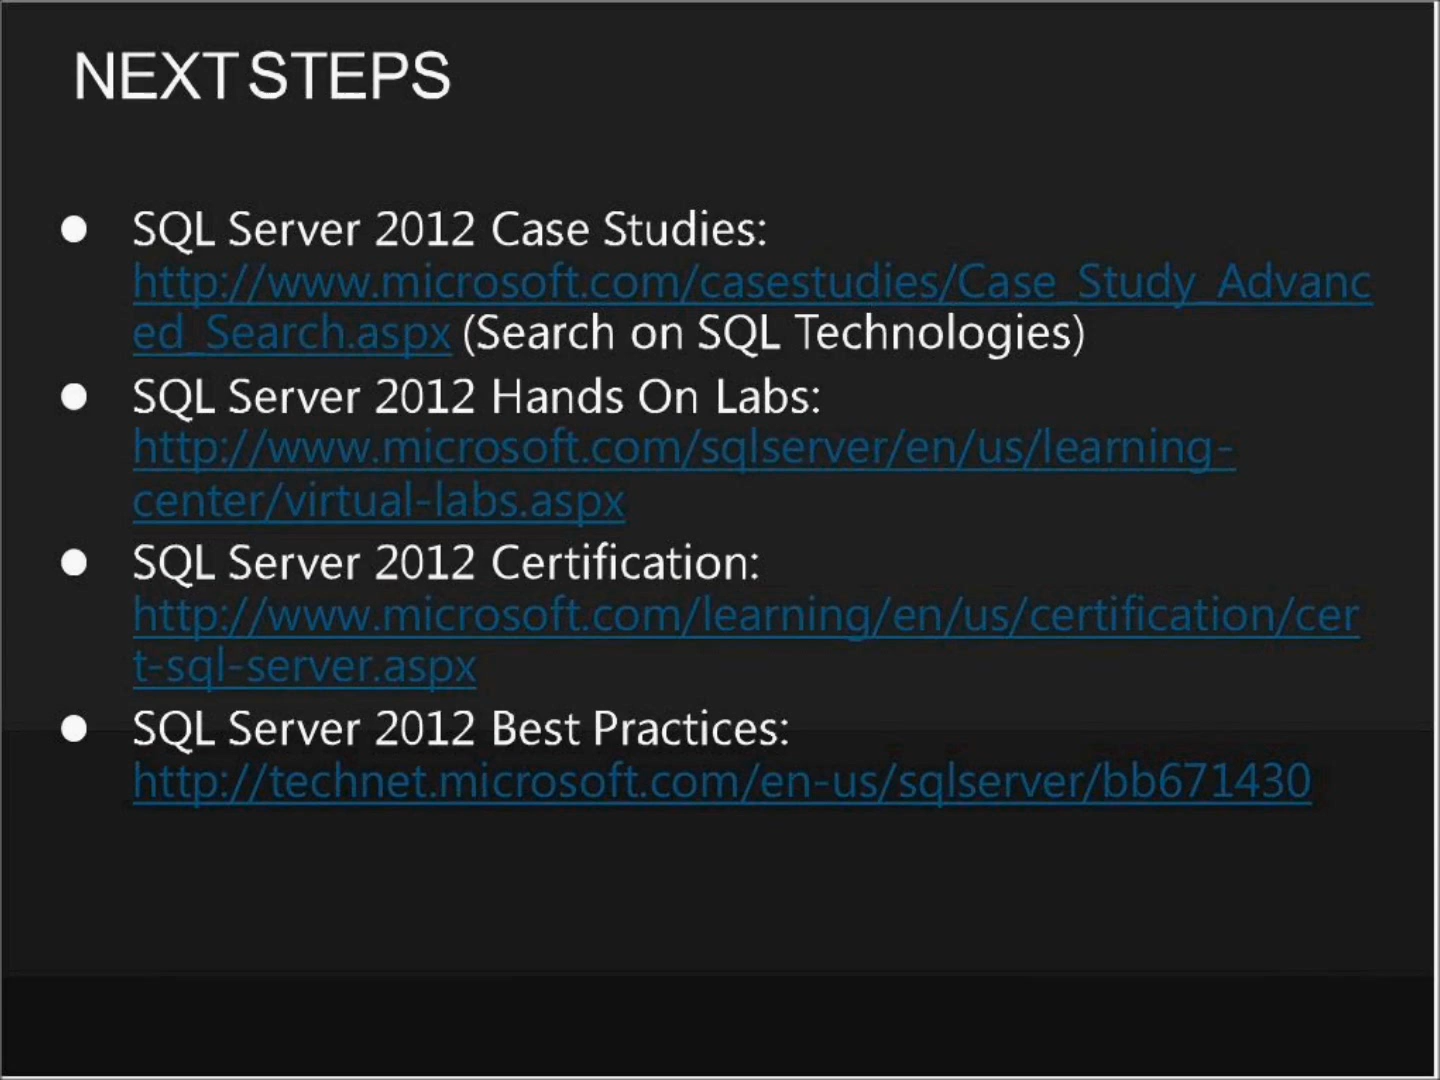 NEXT STEPS
● SQL Server 2012 Case Studies:
http://www.microsoft.com/casestudies/Case_Study_Advanc
ed_Search.aspx (Search on SQL Technologies)
● SQL Server 2012 Hands On Labs:
http://www.microsoft.com/sqlserver/en/us/learning-
center/virtual-labs.aspx
● SQL Server 2012 Certification:
http://www.microsoft.com/learning/en/us/certification/cer
t-sql-server.aspx
● SQL Server 2012 Best Practices:
http://technet.microsoft.com/en-us/sqlserver/bb671430